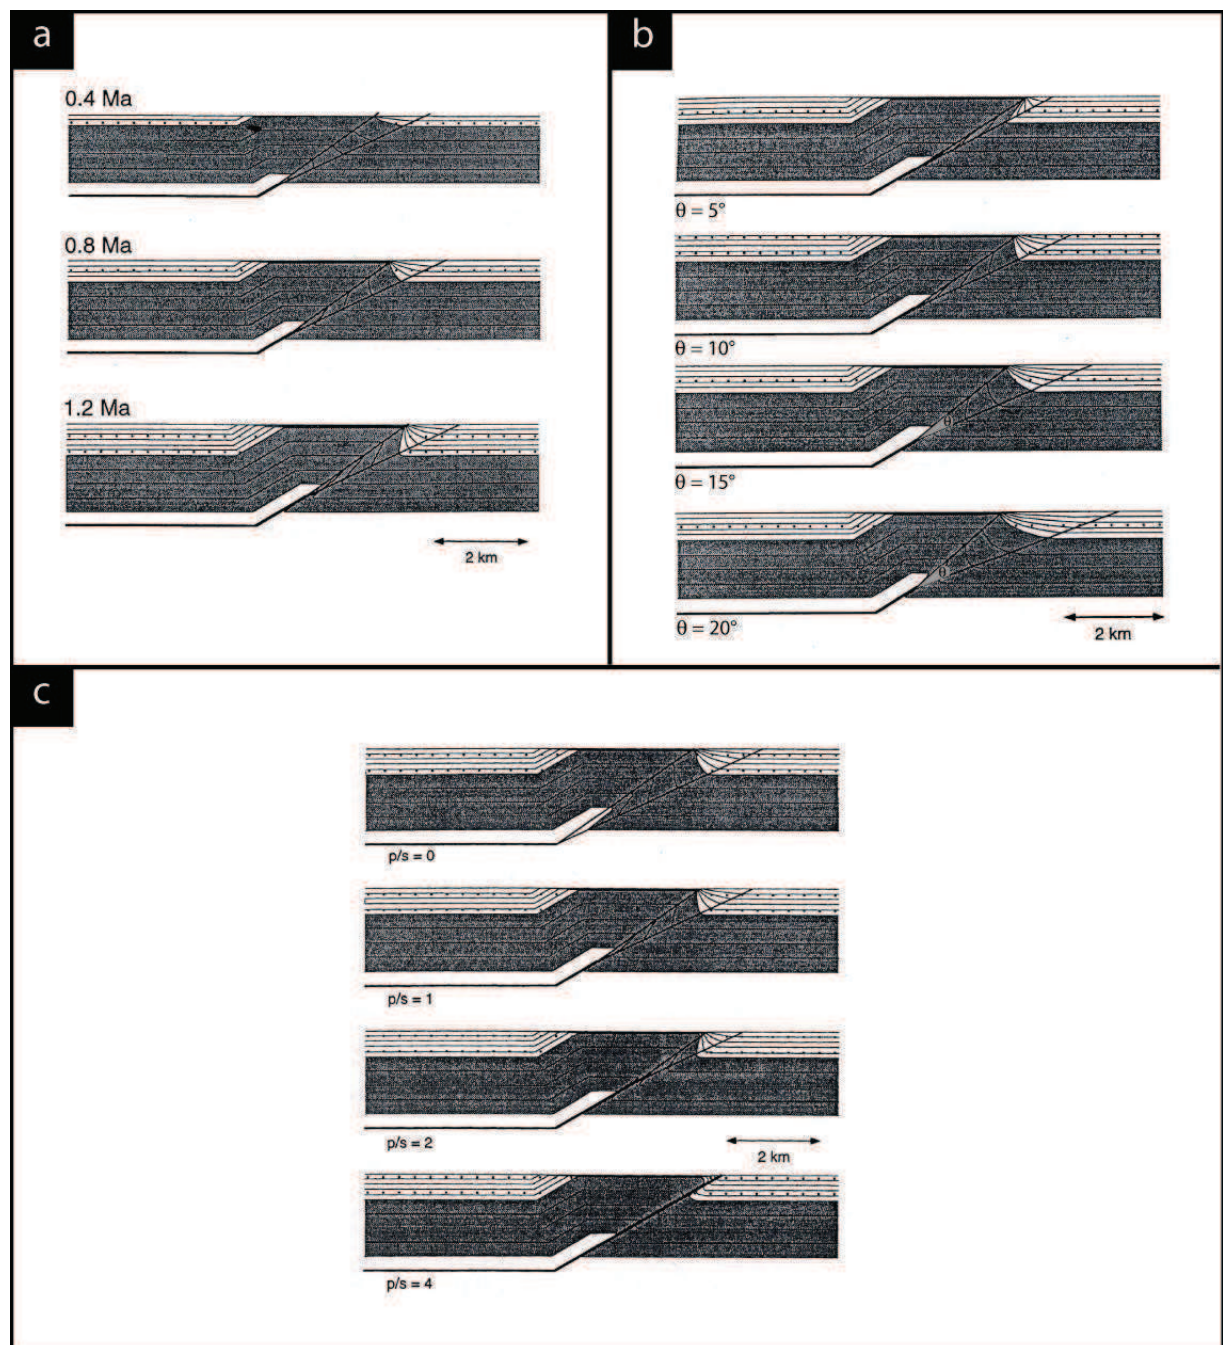 a
0.4 Ma
0.8 Ma
1.2 Ma
2 km
b
θ = 5°
θ = 10°
θ
θ = 15°
θ
θ = 20°
2 km
c
p/s = 0
p/s = 1
p/s = 2
2 km
p/s = 4